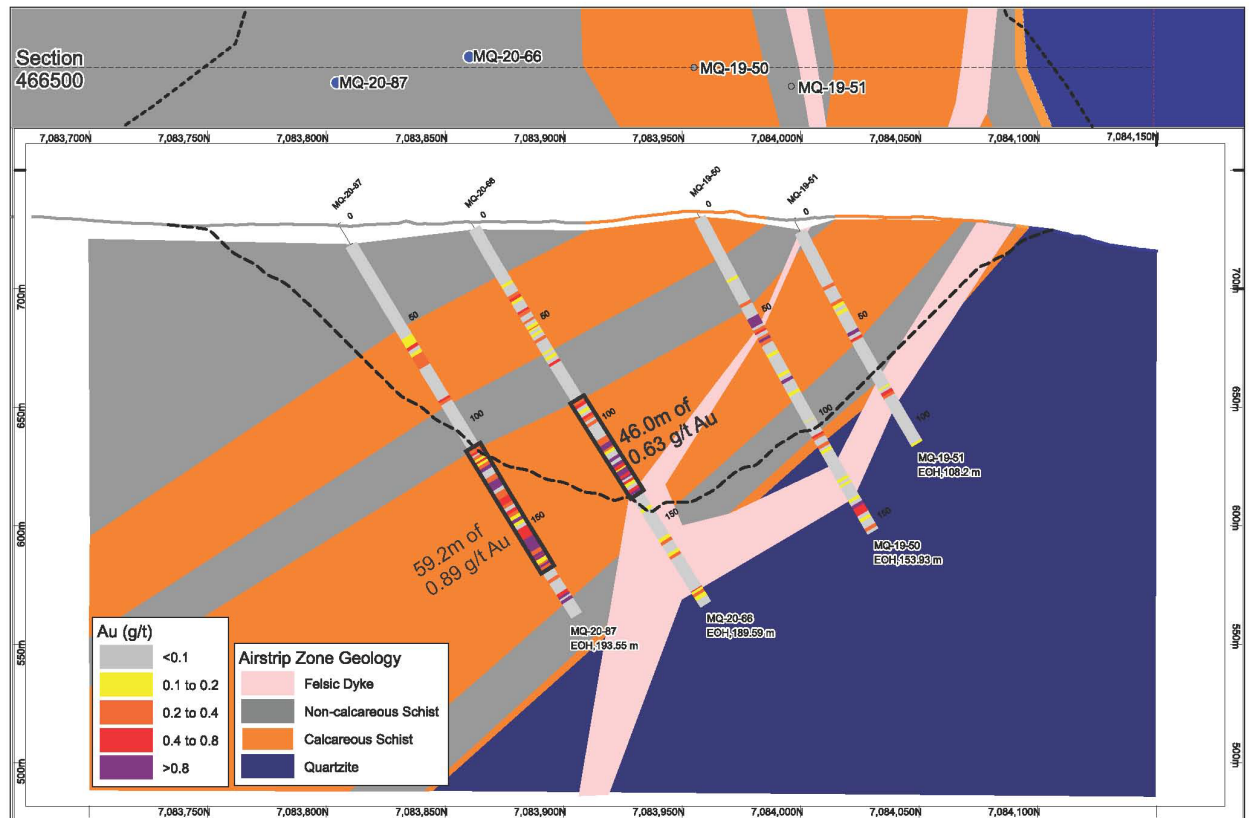 Section
466500
MQ-20-66
MQ-20-87
MQ-19-50
MQ-19-51
7,083,700N 7,083,750N 7,083,800N 7,083,850N 7,083,900N 7,083,950N 7,084,000N 7,084,050N 7,084,100N 7,084,150N
MQ-20-87
MQ-20-66
MQ-19-50
MQ-19-51
0
0
0
0
700m
700m
50
50
50
50
650m
650m
100
100
100
100
46.0m of
0.63 g/t Au
MQ-19-51
EOH,108.2 m
600m
600m
150
150
150
59.2m of
0.89 g/t Au
MQ-19-50
EOH,153.93 m
MQ-20-66
EOH,189.59 m
MQ-20-87
EOH,193.55 m
550m
550m
500m
500m
Au (g/t)
<0.1
0.1 to 0.2
0.2 to 0.4
0.4 to 0.8
>0.8
Airstrip Zone Geology
Felsic Dyke
Non-calcareous Schist
Calcareous Schist
Quartzite
7,083,750N 7,083,800N 7,083,850N 7,083,900N 7,083,950N 7,084,000N 7,084,050N 7,084,100N